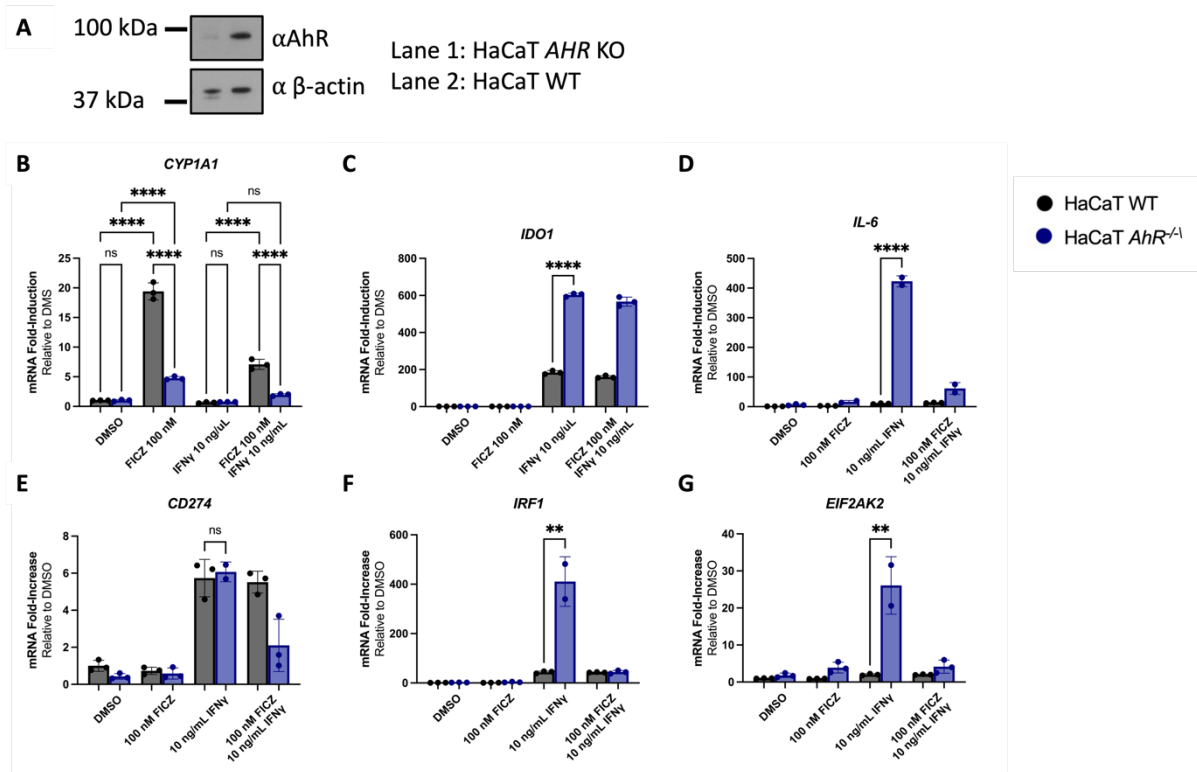 A
100 kDa
αAhR
α β-actin
37 kDa
Lane 1: HaCaT AHR KO
Lane 2: HaCaT WT
B
CYP1A1
**** ns
**** ****
ns **** ns ****
mRNA Fold-Induction
Relative to DMSO
25
20
15
10
5
0
DMSO
FICZ 100 nM
IFNγ 10 ng/uL
FICZ 100 nM
IFNγ 10 ng/mL
C
IDO1
****
mRNA Fold-Induction
Relative to DMS
800
600
400
200
0
DMSO
FICZ 100 nM
IFNγ 10 ng/uL
FICZ 100 nM
IFNγ 10 ng/mL
D
IL-6
****
mRNA Fold-Induction
Relative to DMSO
500
400
300
200
100
0
DMSO
100 nM FICZ
10 ng/mL IFNγ
100 nM FICZ
10 ng/mL IFNγ
HaCaT WT
HaCaT AhR-/-\
E
CD274
ns
mRNA Fold-Increase
Relative to DMSO
8
6
4
2
0
DMSO
100 nM FICZ
10 ng/mL IFNγ
100 nM FICZ
10 ng/mL IFNγ
F
IRF1
**
mRNA Fold-Increase
Relative to DMSO
600
400
200
0
DMSO
100 nM FICZ
10 ng/mL IFNγ
100 nM FICZ
10 ng/mL IFNγ
G
EIF2AK2
**
mRNA Fold-Increase
Relative to DMSO
40
30
20
10
0
DMSO
100 nM FICZ
10 ng/mL IFNγ
100 nM FICZ
10 ng/mL IFNγ